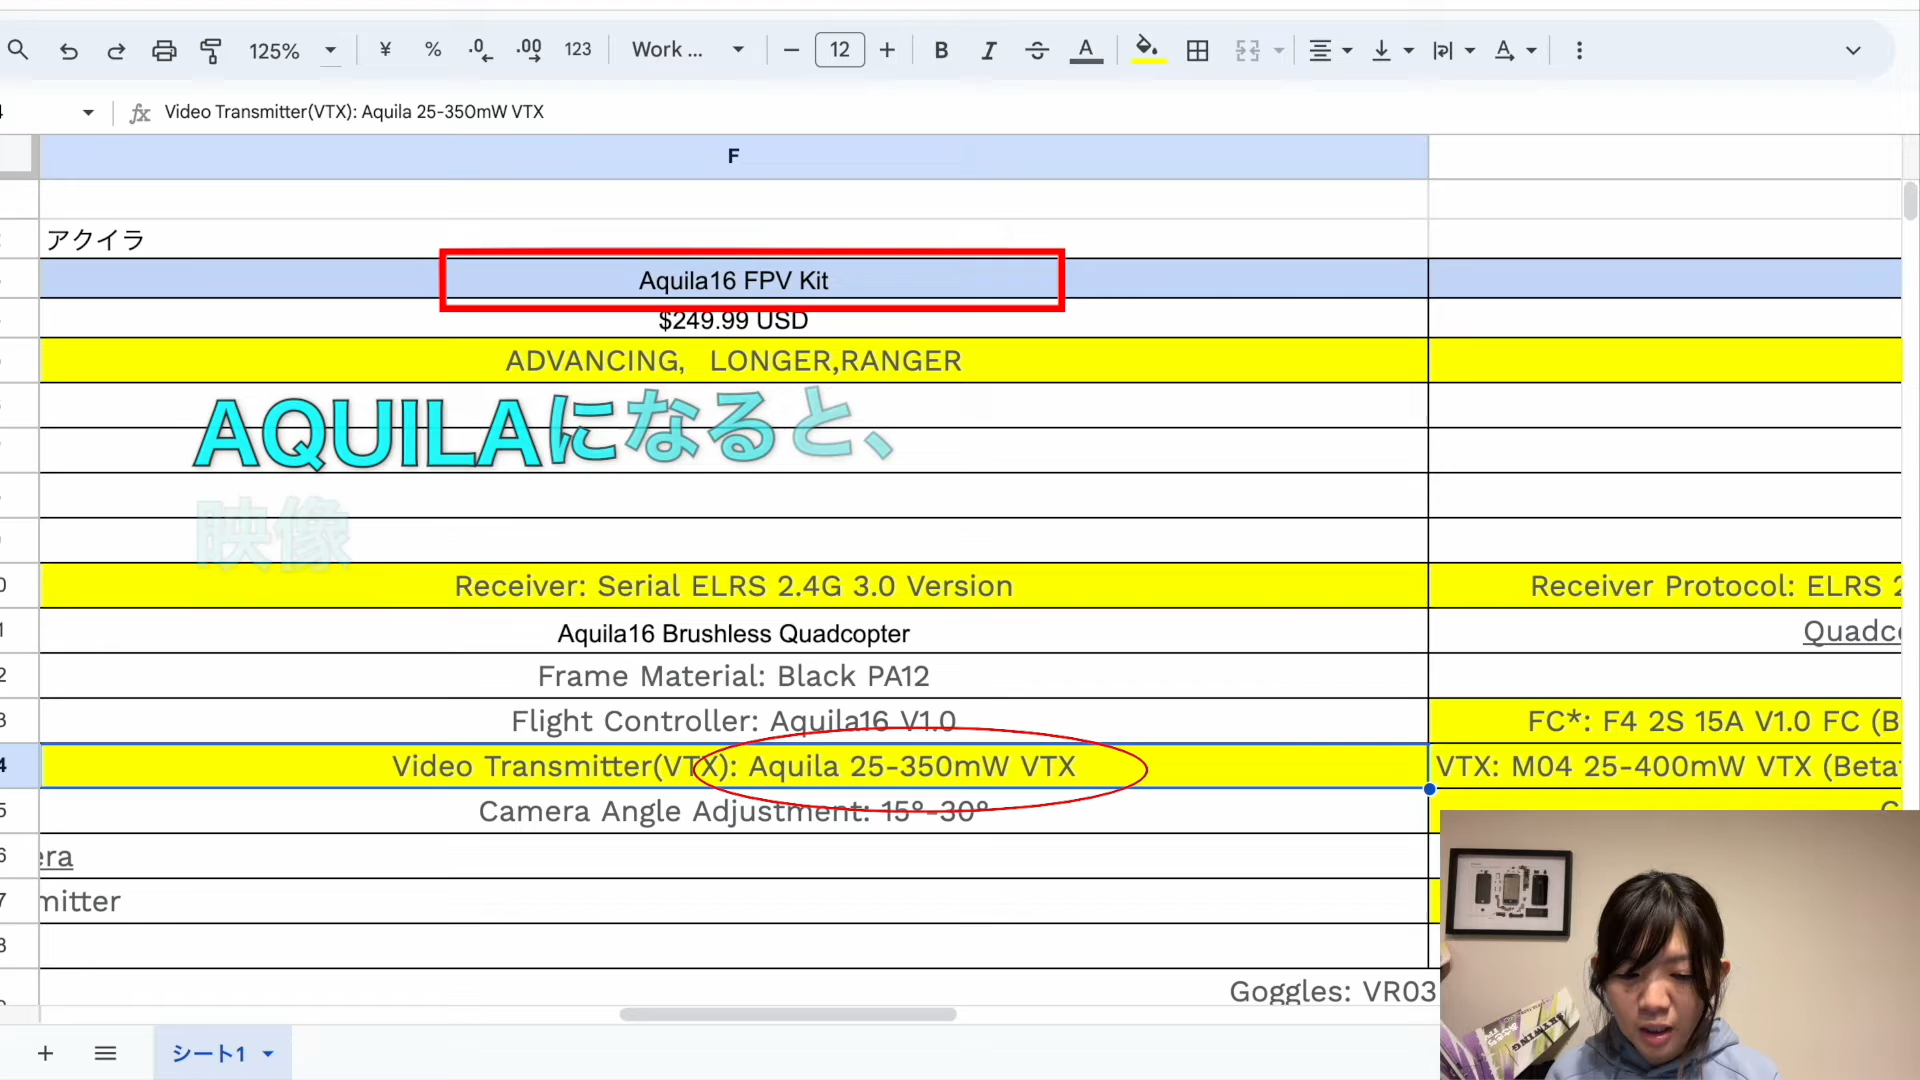 125% ¥ % .0 .00 123 Work ... 12 B I A A
fx Video Transmitter(VTX): Aquila 25-350mW VTX
F
アクイラ
Aquila16 FPV Kit
$249.99 USD
ADVANCING, LONGER,RANGER
AQUILAになると、
映像
Receiver: Serial ELRS 2.4G 3.0 Version Receiver Protocol: ELRS 2
Aquila16 Brushless Quadcopter Quadco
Frame Material: Black PA12
Flight Controller: Aquila16 V1.0 FC*: F4 2S 15A V1.0 FC (B
Video Transmitter(VTX): Aquila 25-350mW VTX VTX: M04 25-400mW VTX (Betaf
Camera Angle Adjustment: 15°-30°
era
mitter
Goggles: VR03
シート1